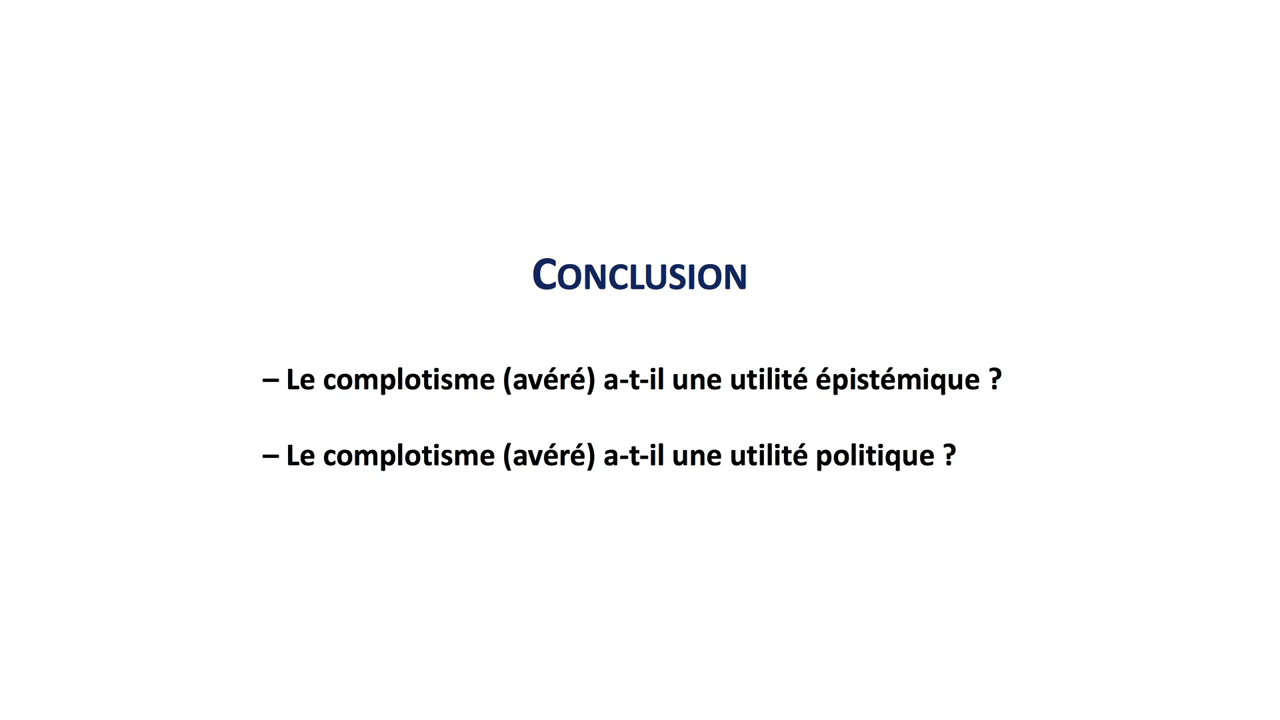 CONCLUSION
– Le complotisme (avéré) a-t-il une utilité épistémique ?
– Le complotisme (avéré) a-t-il une utilité politique ?